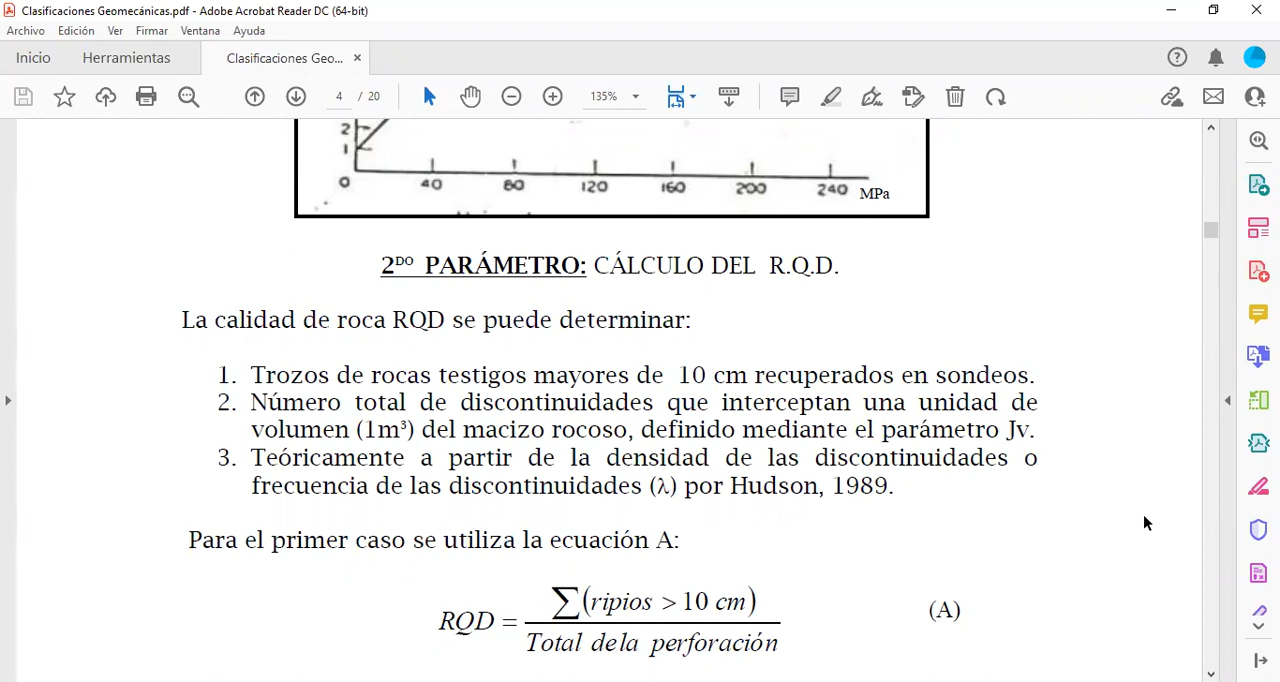 Clasificaciones Geomecánicas.pdf - Adobe Acrobat Reader DC (64-bit)
Archivo Edición Ver Firmar Ventana Ayuda
Inicio Herramientas Clasificaciones Geo... ×
4 / 20 135%
2
1
0 40 80 120 160 200 240 MPa
2DO PARÁMETRO: CÁLCULO DEL R.Q.D.
La calidad de roca RQD se puede determinar:
1. Trozos de rocas testigos mayores de 10 cm recuperados en sondeos.
2. Número total de discontinuidades que interceptan una unidad de
volumen (1m³) del macizo rocoso, definido mediante el parámetro Jv.
3. Teóricamente a partir de la densidad de las discontinuidades o
frecuencia de las discontinuidades (λ) por Hudson, 1989.
Para el primer caso se utiliza la ecuación A:
RQD = ∑(ripios > 10 cm) (A)
Total dela perforación